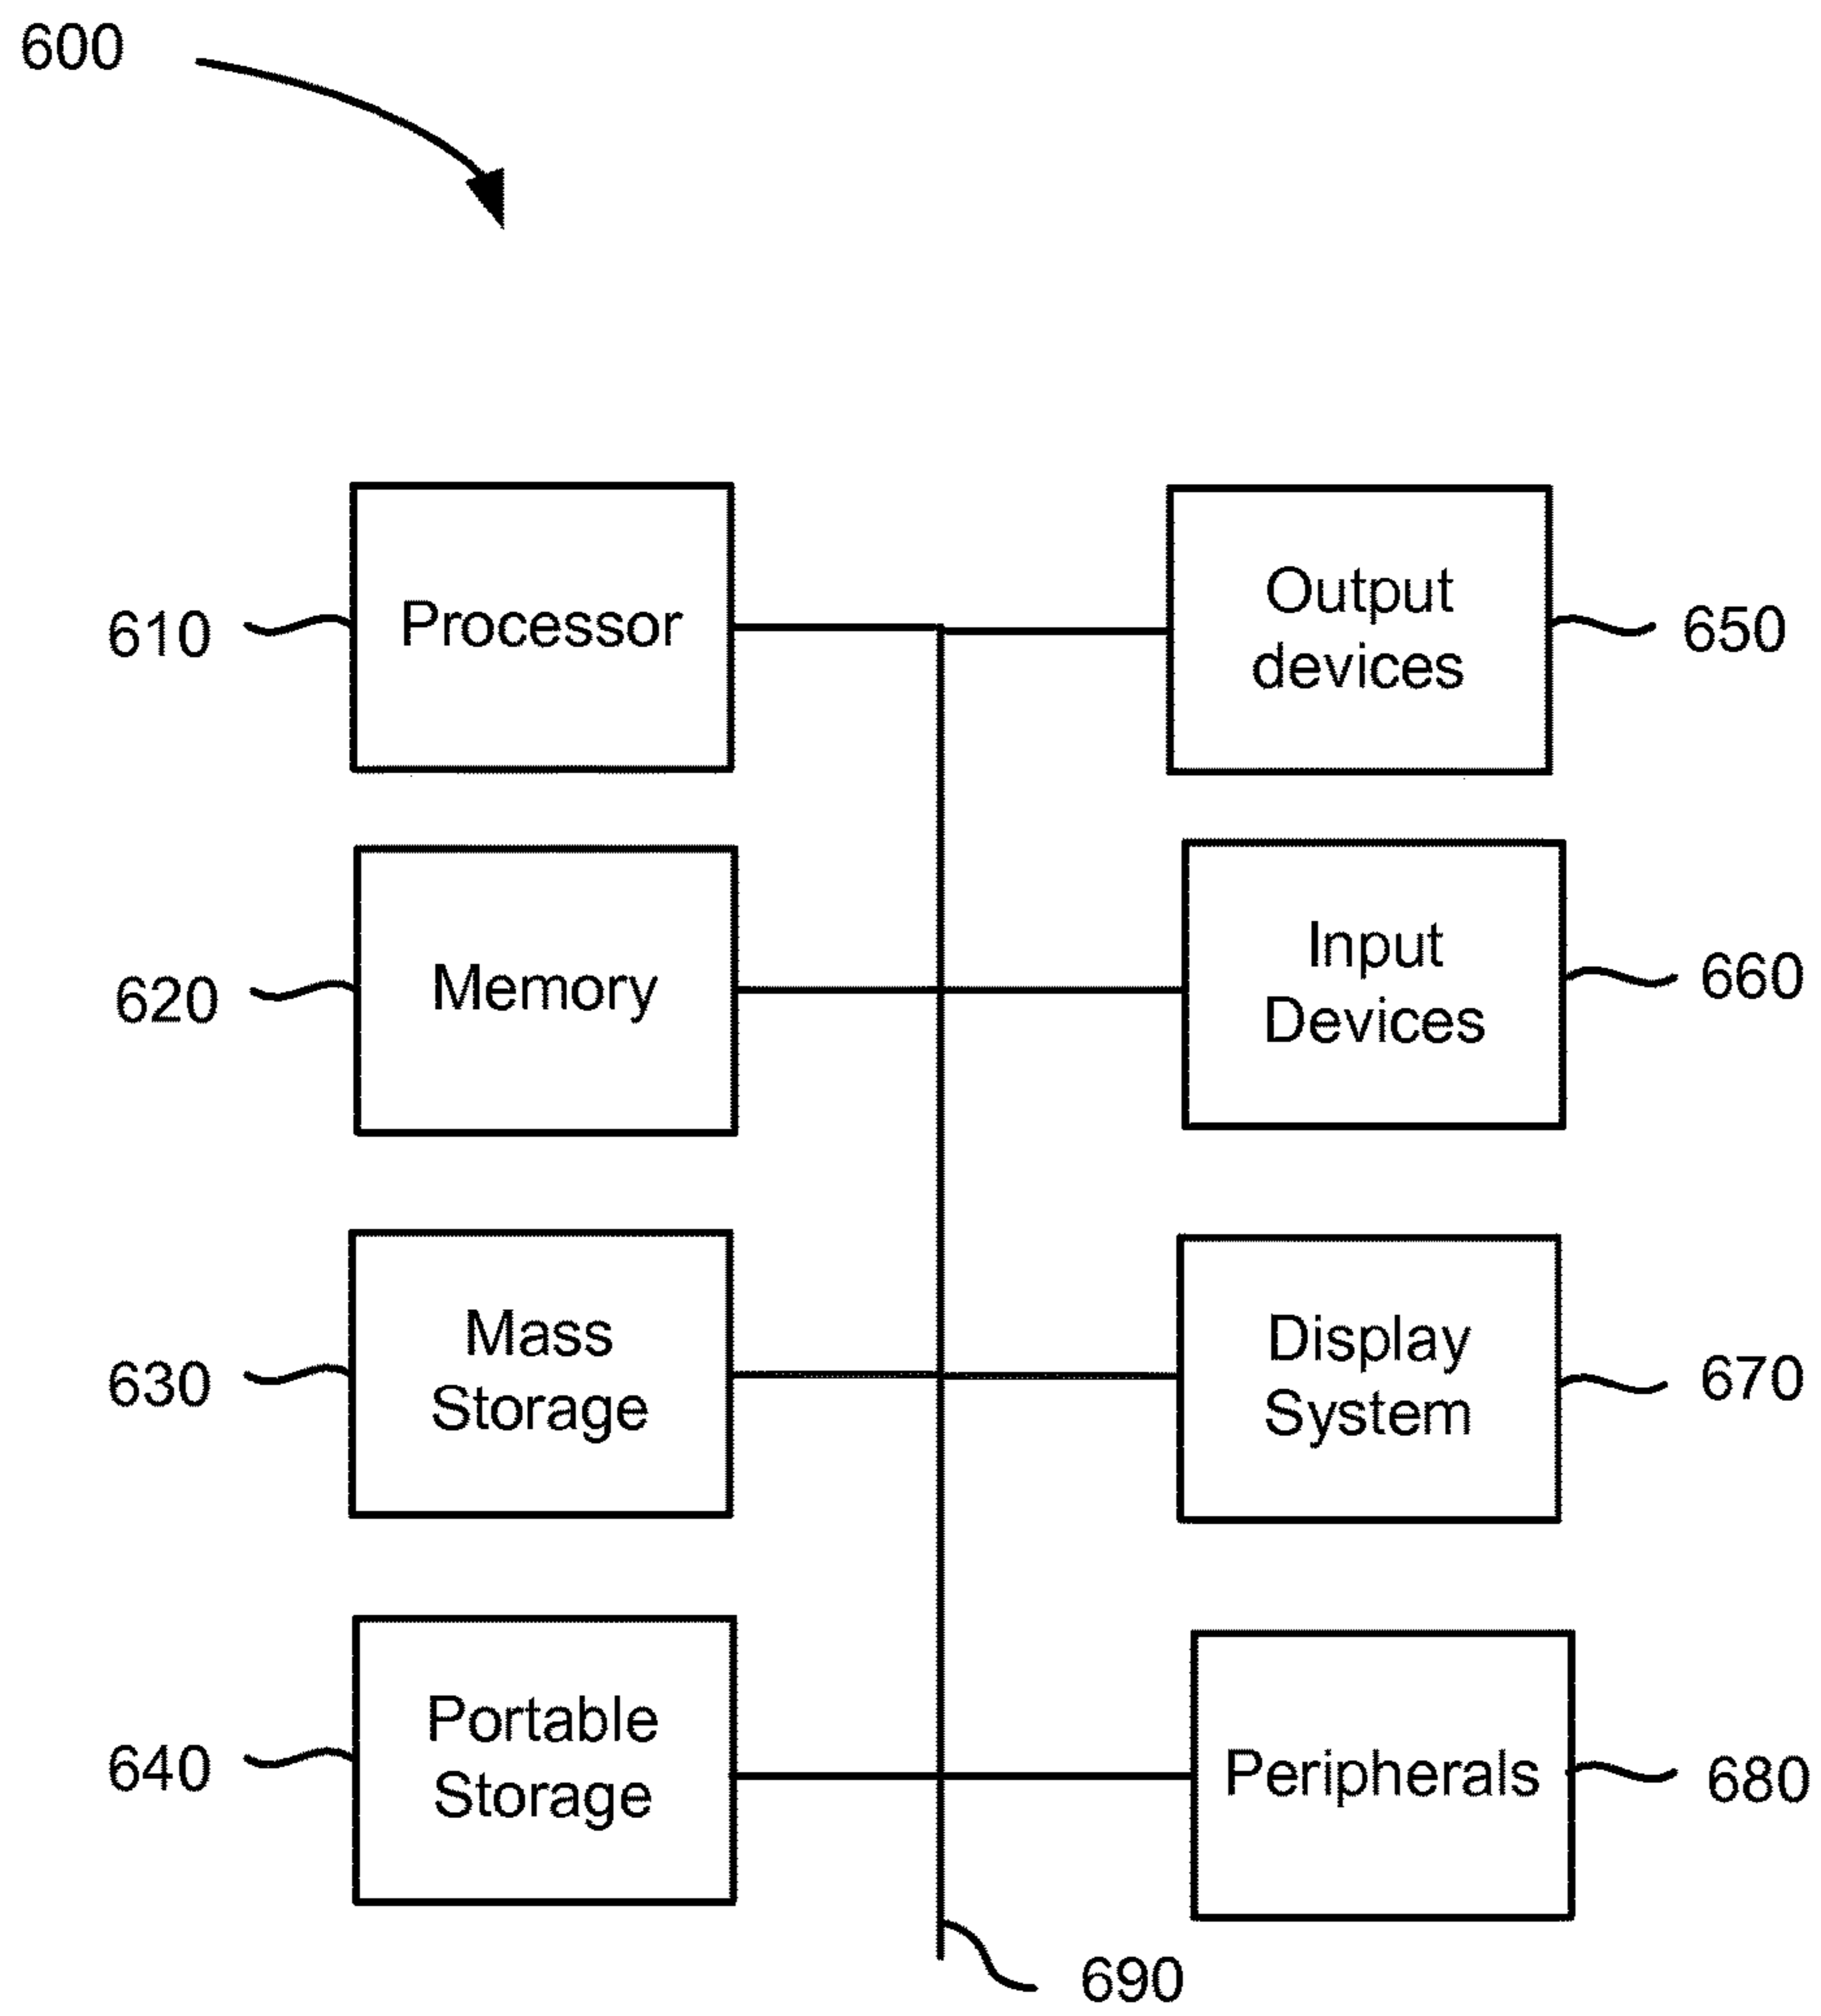 600
610
Processor
Output
devices
650
620
Memory
Input
Devices
660
630
Mass
Storage
Display
System
670
640
Portable
Storage
Peripherals
680
690